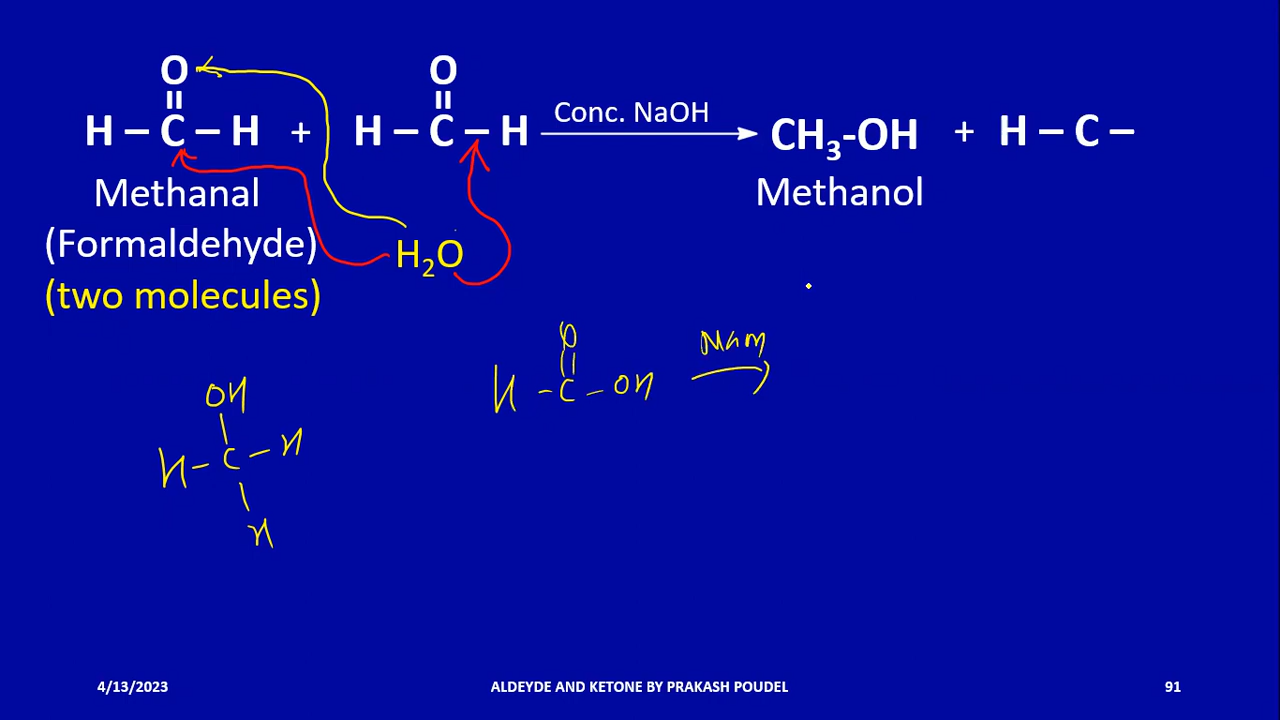 O O
H – C – H + H – C – H Conc. NaOH CH3-OH + H – C –
Methanal Methanol
(Formaldehyde) H2O
(two molecules)
O
H - C - OH
OH
H - C - H
H
4/13/2023 ALDEYDE AND KETONE BY PRAKASH POUDEL 91